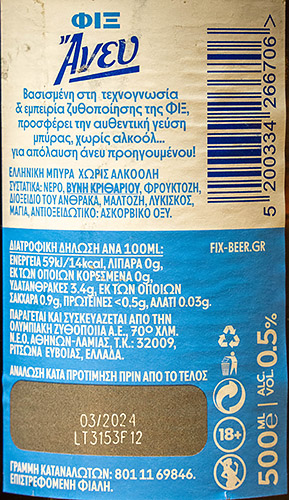 ΦΙΞ
Άνευ
Βασισμένη στη τεχνογνωσία
& εμπειρία ζυθοποίησης της ΦΙΞ,
προσφέρει την αυθεντική γεύση
μπύρας, χωρίς αλκοόλ...
για απόλαυση άνευ προηγουμένου!
ΕΛΛΗΝΙΚΗ ΜΠΥΡΑ ΧΩΡΙΣ ΑΛΚΟΟΛΗ
ΣΥΣΤΑΤΙΚΑ: ΝΕΡΟ, ΒΥΝΗ ΚΡΙΘΑΡΙΟΥ, ΦΡΟΥΚΤΟΖΗ,
ΔΙΟΞΕΙΔΙΟ ΤΟΥ ΑΝΘΡΑΚΑ, ΜΑΛΤΟΖΗ, ΛΥΚΙΣΚΟΣ,
ΜΑΓΙΑ, ΑΝΤΙΟΞΕΙΔΩΤΙΚΟ: ΑΣΚΟΡΒΙΚΟ ΟΞΥ.
5 200334 266706
ΔΙΑΤΡΟΦΙΚΗ ΔΗΛΩΣΗ ΑΝΑ 100ML:
ΕΝΕΡΓΕΙΑ 59kJ/14kcal, ΛΙΠΑΡΑ 0g,
ΕΚ ΤΩΝ ΟΠΟΙΩΝ ΚΟΡΕΣΜΕΝΑ 0g,
ΥΔΑΤΑΝΘΡΑΚΕΣ 3.4g, ΕΚ ΤΩΝ ΟΠΟΙΩΝ
ΣΑΚΧΑΡΑ 0.9g, ΠΡΩΤΕΪΝΕΣ <0.5g, ΑΛΑΤΙ 0.03g.
ΠΑΡΑΓΕΤΑΙ ΚΑΙ ΣΥΣΚΕΥΑΖΕΤΑΙ ΑΠΟ ΤΗΝ
ΟΛΥΜΠΙΑΚΗ ΖΥΘΟΠΟΙΙΑ Α.Ε., 70º ΧΛΜ.
Ν.Ε.Ο. ΑΘΗΝΩΝ-ΛΑΜΙΑΣ, Τ.Κ.: 32009,
ΡΙΤΣΩΝΑ ΕΥΒΟΙΑΣ, ΕΛΛΑΔΑ.
ΑΝΑΛΩΣΗ ΚΑΤΑ ΠΡΟΤΙΜΗΣΗ ΠΡΙΝ ΑΠΟ ΤΟ ΤΕΛΟΣ
03/2024
LT3153F12
ΓΡΑΜΜΗ ΚΑΤΑΝΑΛΩΤΩΝ: 801 11 69846.
ΕΠΙΣΤΡΕΦΟΜΕΝΗ ΦΙΑΛΗ.
FIX-BEER.GR
18+
500ML e ALC. VOL. 0.5%